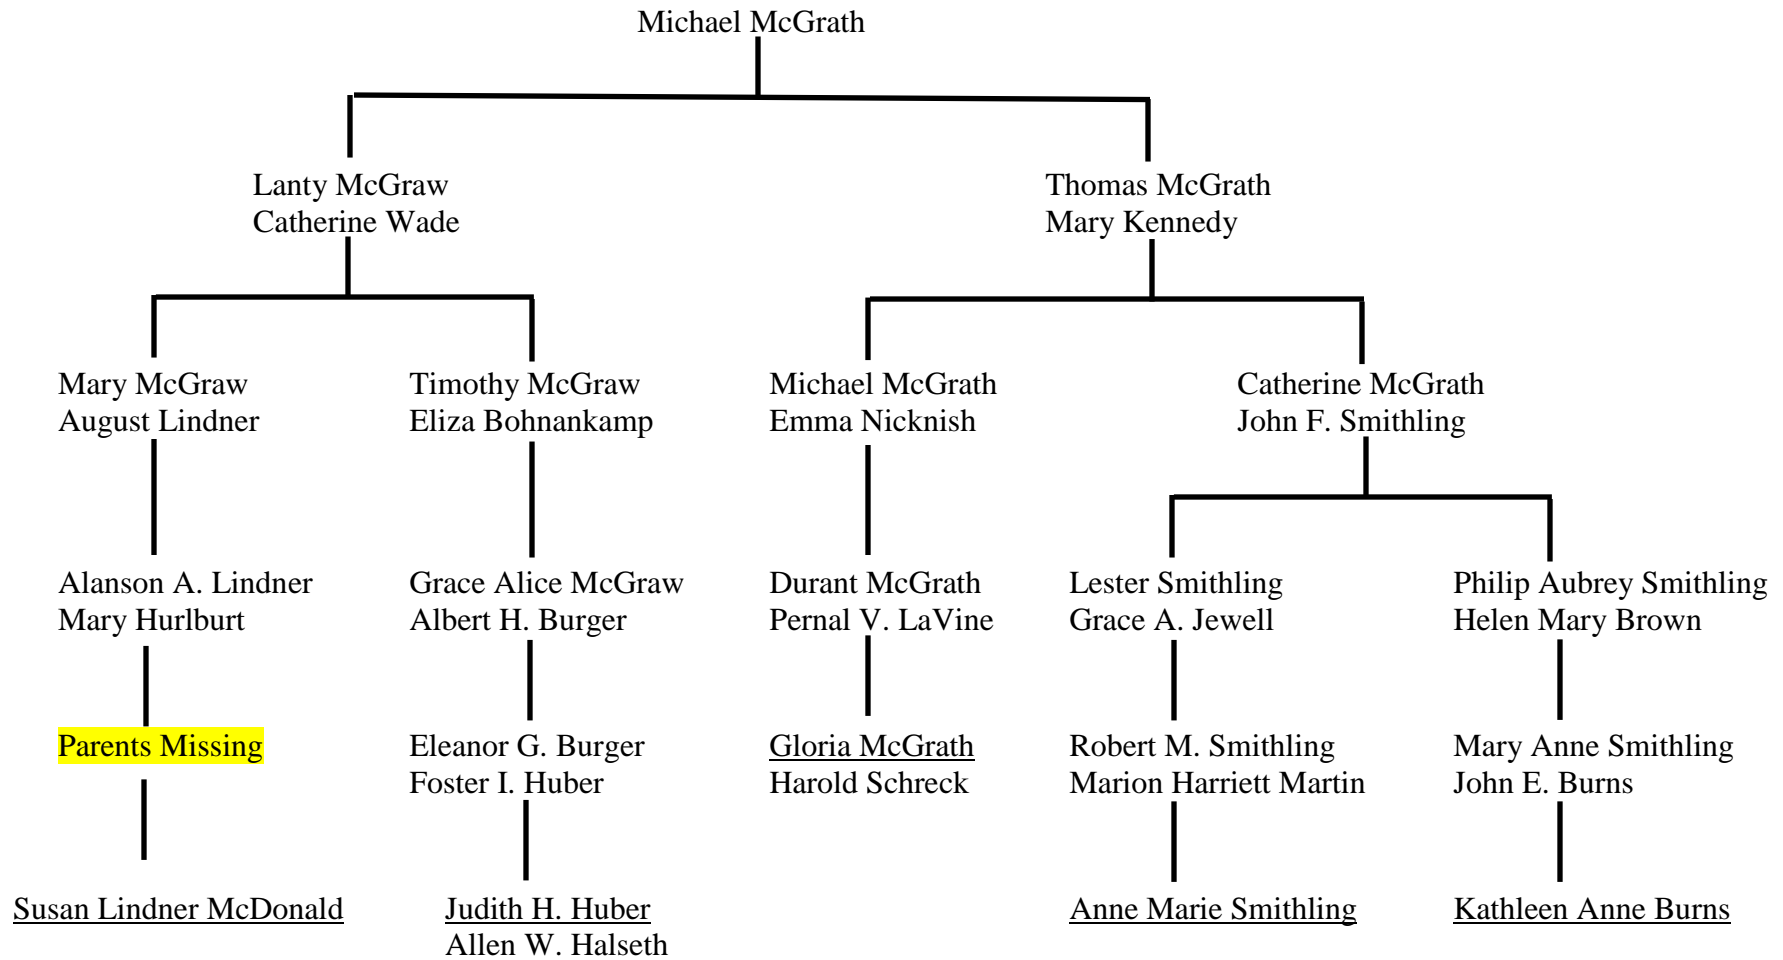 Michael McGrath
Lanty McGraw
Catherine Wade
Thomas McGrath
Mary Kennedy
Mary McGraw
August Lindner
Timothy McGraw
Eliza Bohnankamp
Michael McGrath
Emma Nicknish
Catherine McGrath
John F. Smithling
Alanson A. Lindner
Mary Hurlburt
Grace Alice McGraw
Albert H. Burger
Durant McGrath
Pernal V. LaVine
Lester Smithling
Grace A. Jewell
Philip Aubrey Smithling
Helen Mary Brown
Parents Missing
Eleanor G. Burger
Foster I. Huber
Gloria McGrath
Harold Schreck
Robert M. Smithling
Marion Harriett Martin
Mary Anne Smithling
John E. Burns
Susan Lindner McDonald
Judith H. Huber
Allen W. Halseth
Anne Marie Smithling
Kathleen Anne Burns